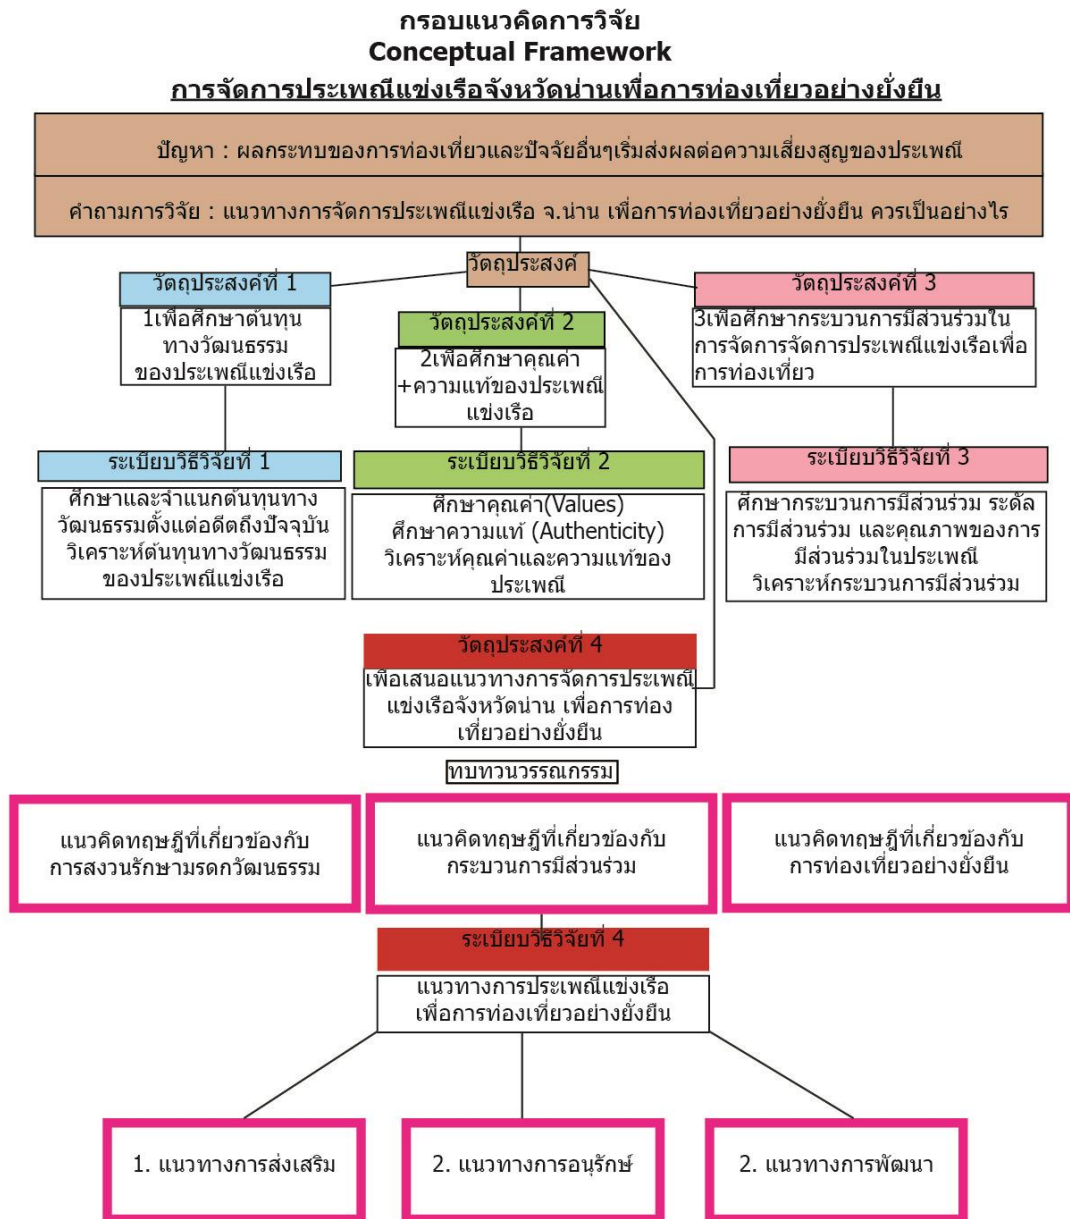 กรอบแนวคิดการวิจัย
Conceptual Framework
การจัดการประเพณีแข่งเรือจังหวัดน่านเพื่อการท่องเที่ยวอย่างยั่งยืน
ปัญหา : ผลกระทบของการท่องเที่ยวและปัจจัยอื่นๆเริ่มส่งผลต่อความเสี่ยงสูญของประเพณี
คำถามการวิจัย : แนวทางการจัดการประเพณีแข่งเรือ จ.น่าน เพื่อการท่องเที่ยวอย่างยั่งยืน ควรเป็นอย่างไร
วัตถุประสงค์
วัตถุประสงค์ที่ 1
1เพื่อศึกษาต้นทุน
ทางวัฒนธรรม
ของประเพณีแข่งเรือ
วัตถุประสงค์ที่ 2
2เพื่อศึกษาคุณค่า
+ความแท้ของประเพณี
แข่งเรือ
วัตถุประสงค์ที่ 3
3เพื่อศึกษากระบวนการมีส่วนร่วมใน
การจัดการจัดการประเพณีแข่งเรือเพื่อ
การท่องเที่ยว
ระเบียบวิธีวิจัยที่ 1
ศึกษาและจำแนกต้นทุนทาง
วัฒนธรรมตั้งแต่อดีตถึงปัจจุบัน
วิเคราะห์ต้นทุนทางวัฒนธรรม
ของประเพณีแข่งเรือ
ระเบียบวิธีวิจัยที่ 2
ศึกษาคุณค่า(Values)
ศึกษาความแท้ (Authenticity)
วิเคราะห์คุณค่าและความแท้ของ
ประเพณี
ระเบียบวิธีวิจัยที่ 3
ศึกษากระบวนการมีส่วนร่วม ระดัล
การมีส่วนร่วม และคุณภาพของการ
มีส่วนร่วมในประเพณี
วิเคราะห์กระบวนการมีส่วนร่วม
วัตถุประสงค์ที่ 4
เพื่อเสนอแนวทางการจัดการประเพณี
แข่งเรือจังหวัดน่าน เพื่อการท่อง
เที่ยวอย่างยั่งยืน
ทบทวนวรรณกรรม
แนวคิดทฤษฎีที่เกี่ยวข้องกับ
การสงวนรักษามรดกวัฒนธรรม
แนวคิดทฤษฎีที่เกี่ยวข้องกับ
กระบวนการมีส่วนร่วม
แนวคิดทฤษฎีที่เกี่ยวข้องกับ
การท่องเที่ยวอย่างยั่งยืน
ระเบียบวิธีวิจัยที่ 4
แนวทางการประเพณีแข่งเรือ
เพื่อการท่องเที่ยวอย่างยั่งยืน
1. แนวทางการส่งเสริม
2. แนวทางการอนุรักษ์
2. แนวทางการพัฒนา